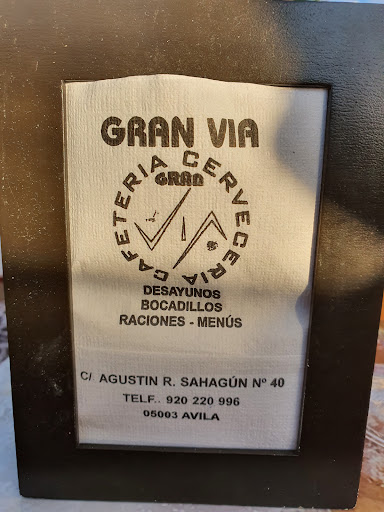 GRAN VIA
CAFETERIA CERVECERIA
GRAN
VIA
DESAYUNOS
BOCADILLOS
RACIONES - MENÚS
C/ AGUSTIN R. SAHAGÚN Nº 40
TELF.. 920 220 996
05003 AVILA